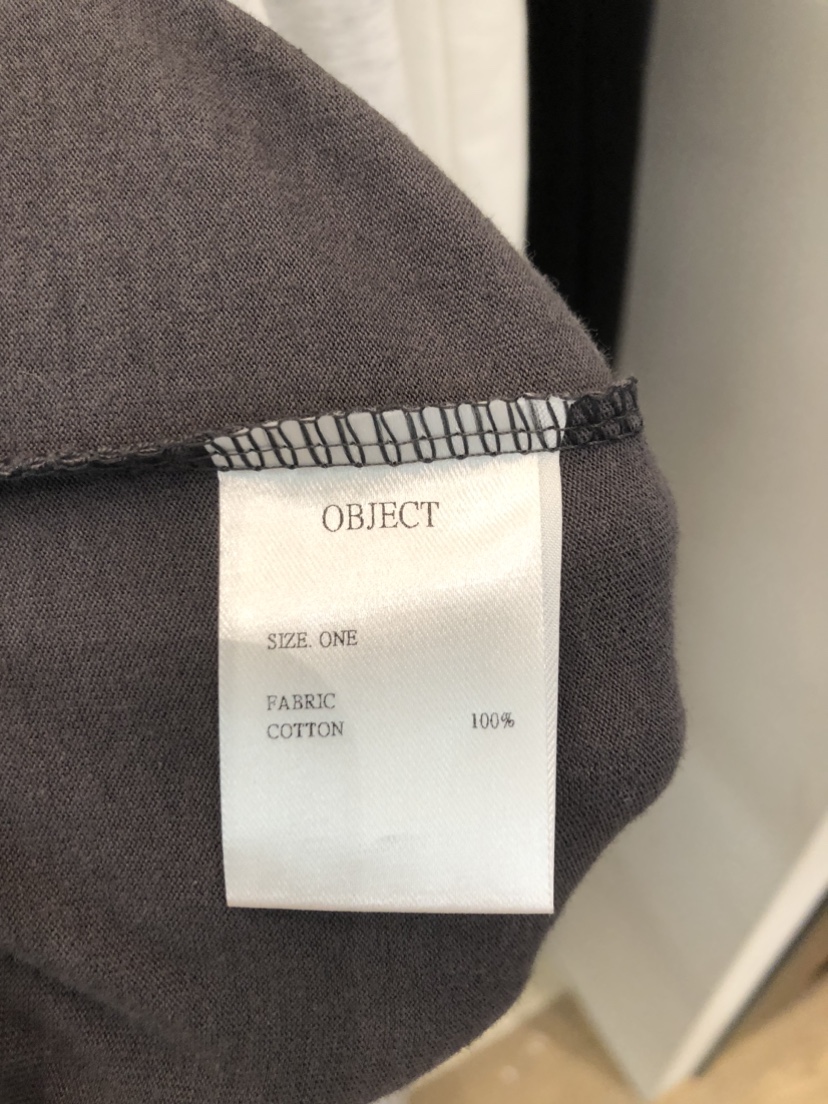 OBJECT
SIZE. ONE
FABRIC
COTTON 100%